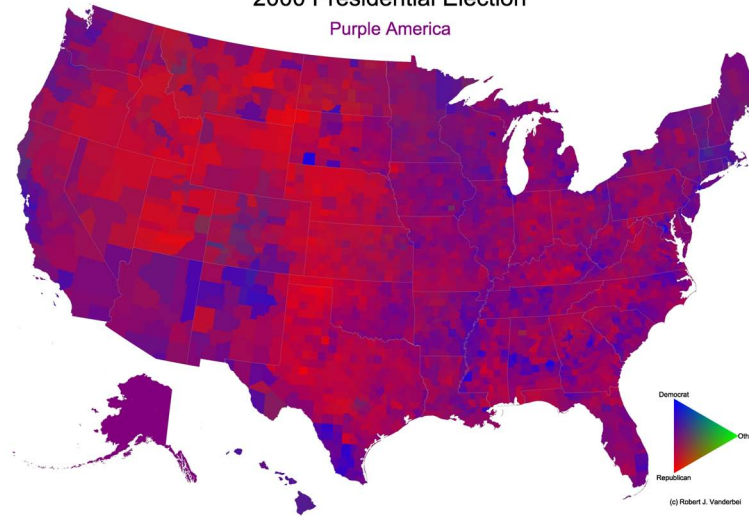 2000 Presidential Election
Purple America
Democrat
Oth
Republican
(c) Robert J. Vanderbei